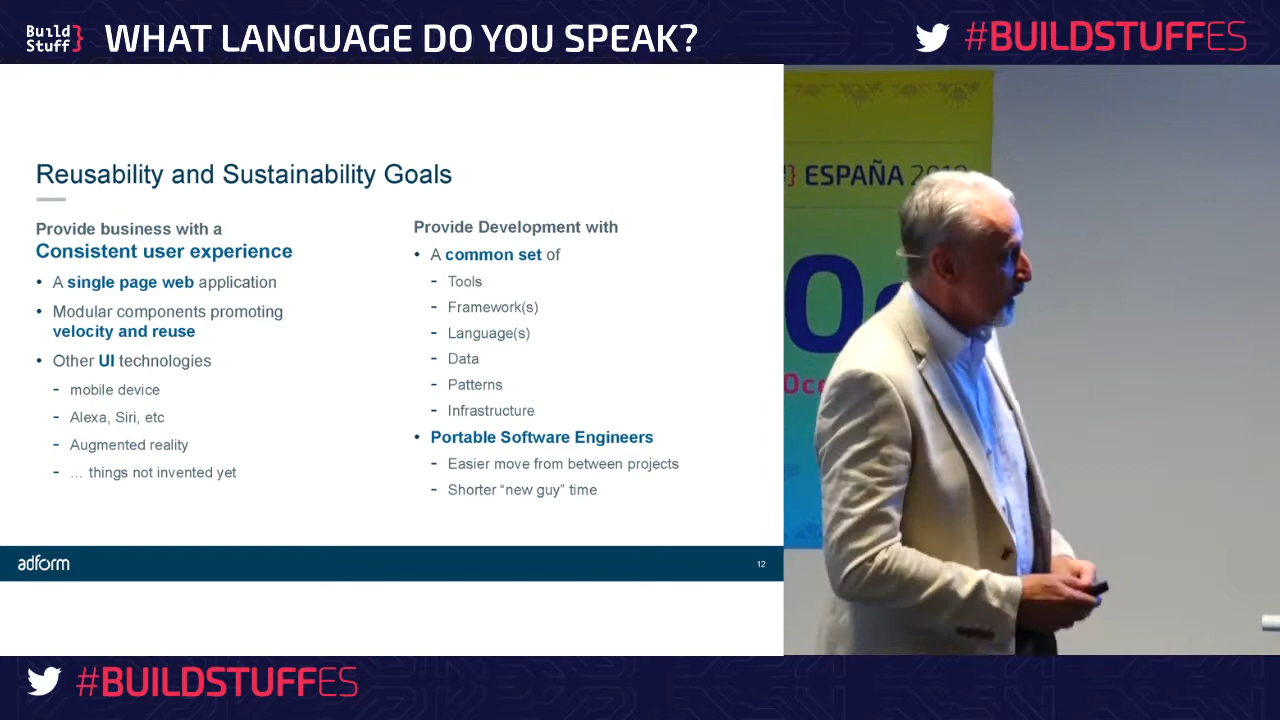 Build
Stuff}
WHAT LANGUAGE DO YOU SPEAK?
#BUILDSTUFFES
Reusability and Sustainability Goals
Provide business with a
Consistent user experience
• A single page web application
• Modular components promoting
velocity and reuse
• Other UI technologies
- mobile device
- Alexa, Siri, etc
- Augmented reality
- … things not invented yet
Provide Development with
• A common set of
- Tools
- Framework(s)
- Language(s)
- Data
- Patterns
- Infrastructure
• Portable Software Engineers
- Easier move from between projects
- Shorter “new guy” time
adform
12
} ESPAÑA
#BUILDSTUFFES